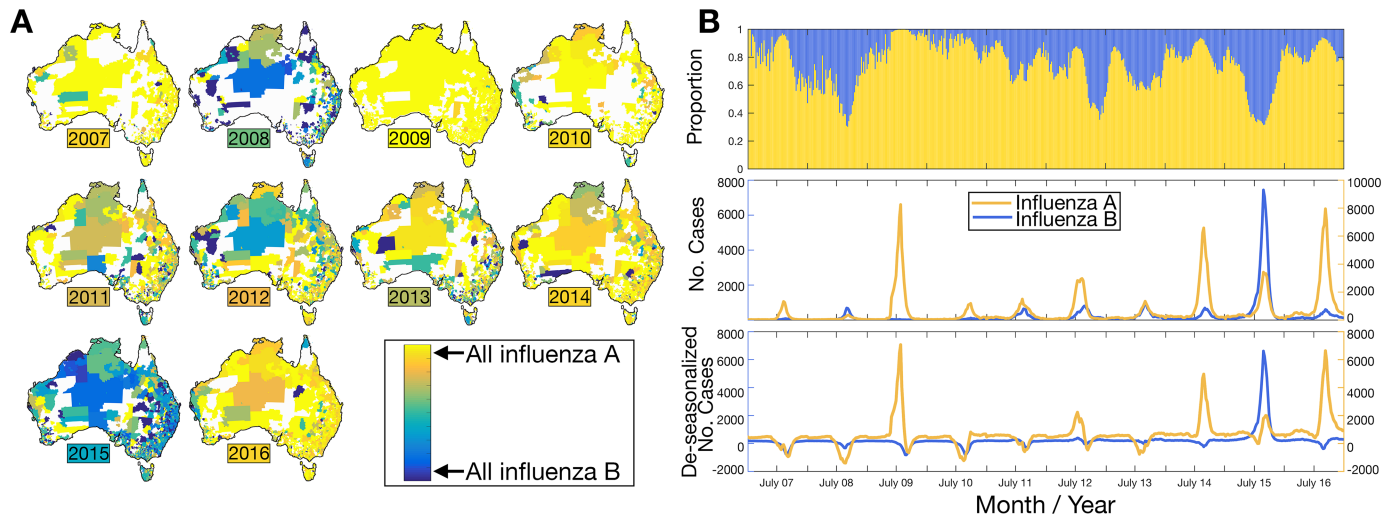 A
2007
2008
2009
2010
2011
2012
2013
2014
2015
2016
All influenza A
All influenza B
B
Proportion
1
0.8
0.6
0.4
0.2
0
No. Cases
8000
6000
4000
2000
10000
8000
6000
4000
2000
0
Influenza A
Influenza B
De-seasonalized
No. Cases
8000
6000
4000
2000
0
-2000
8000
6000
4000
2000
0
-2000
July 07
July 08
July 09
July 10
July 11
July 12
July 13
July 14
July 15
July 16
Month / Year